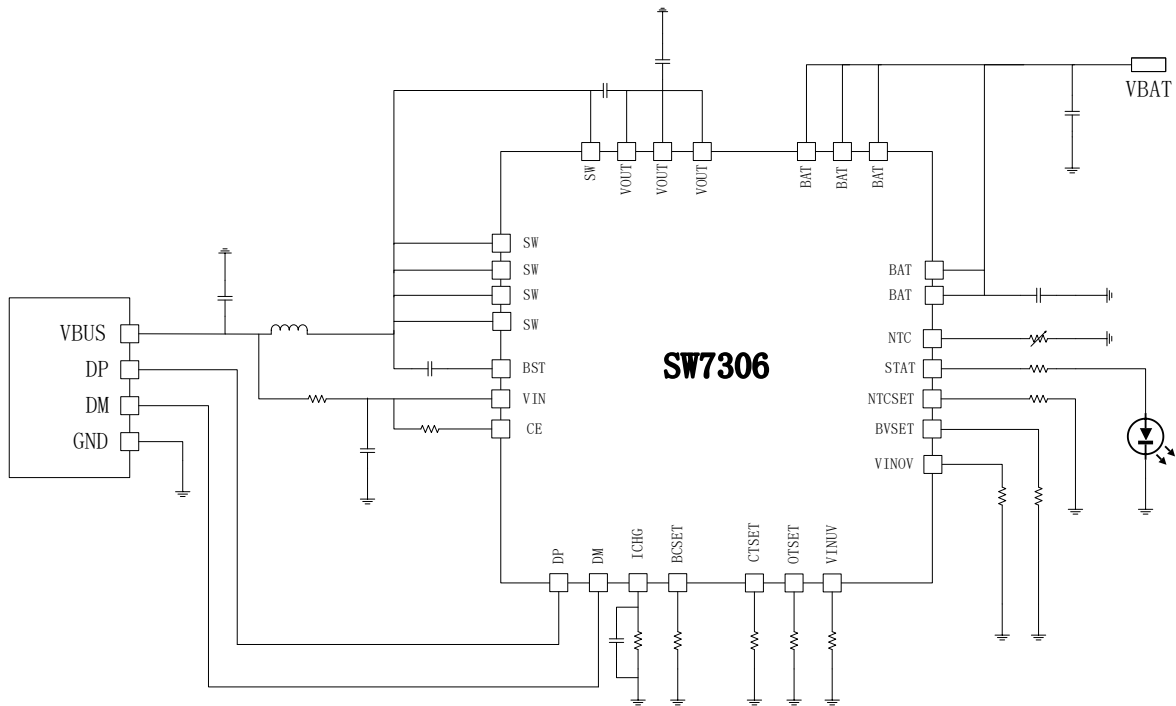 VBAT
SW
VOUT
VOUT
VOUT
BAT
BAT
BAT
SW
SW
SW
SW
BST
VIN
CE
BAT
BAT
NTC
STAT
NTCSET
BVSET
VINOV
SW7306
VBUS
DP
DM
GND
DP
DM
ICHG
BCSET
CTSET
OTSET
VINUV